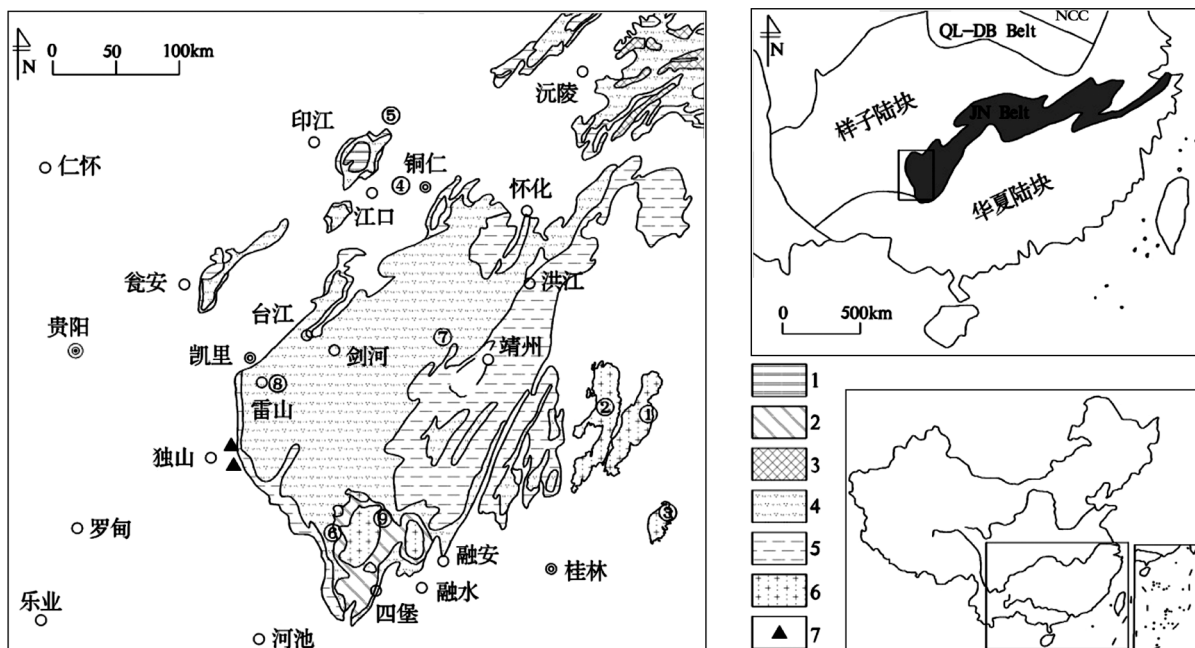 N
0 50 100km
沅陵
⑤
印江
仁怀
④
铜仁
怀化
江口
瓮安
洪江
台江
贵阳
⑦
靖州
凯里
剑河
⑧
雷山
②
①
独山
③
⑨
⑥
罗甸
融安
桂林
融水
四堡
乐业
河池
N
NCC
QL-DB Belt
样子陆块
JN Belt
华夏陆块
0 500km
1
2
3
4
5
6
7